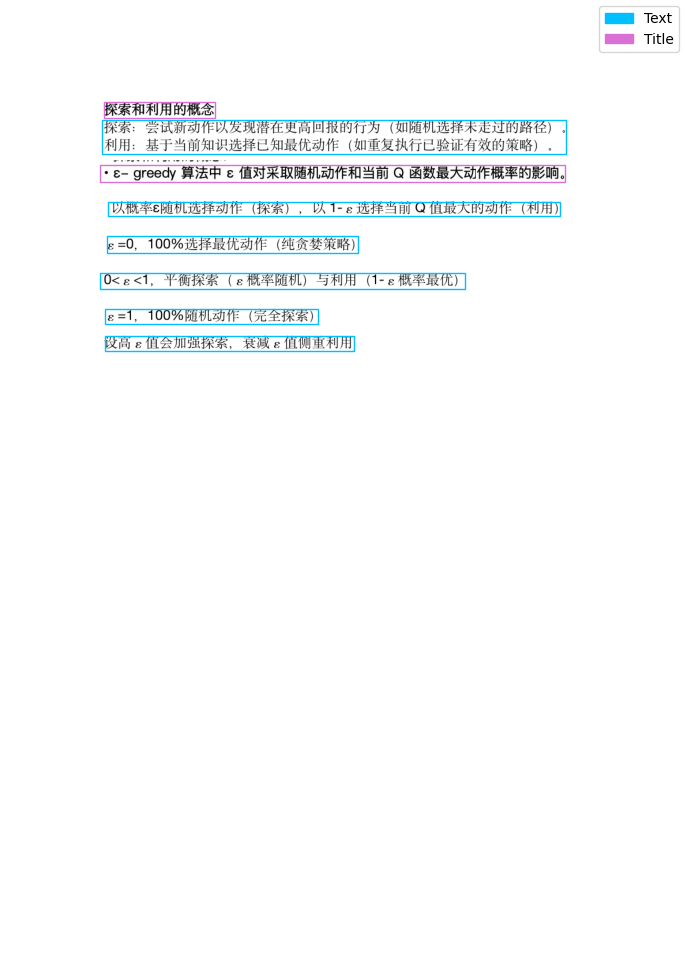 Text
Title
探索和利用的概念
探索：尝试新动作以发现潜在更高回报的行为（如随机选择未走过的路径）。
利用：基于当前知识选择已知最优动作（如重复执行已验证有效的策略）。
• ε- greedy 算法中 ε 值对采取随机动作和当前 Q 函数最大动作概率的影响。
以概率ε随机选择动作（探索），以 1- ε 选择当前 Q 值最大的动作（利用）
ε =0，100%选择最优动作（纯贪婪策略）
0< ε <1，平衡探索（ ε 概率随机）与利用（1- ε 概率最优）
ε =1，100%随机动作（完全探索）
设高 ε 值会加强探索，衰减 ε 值侧重利用